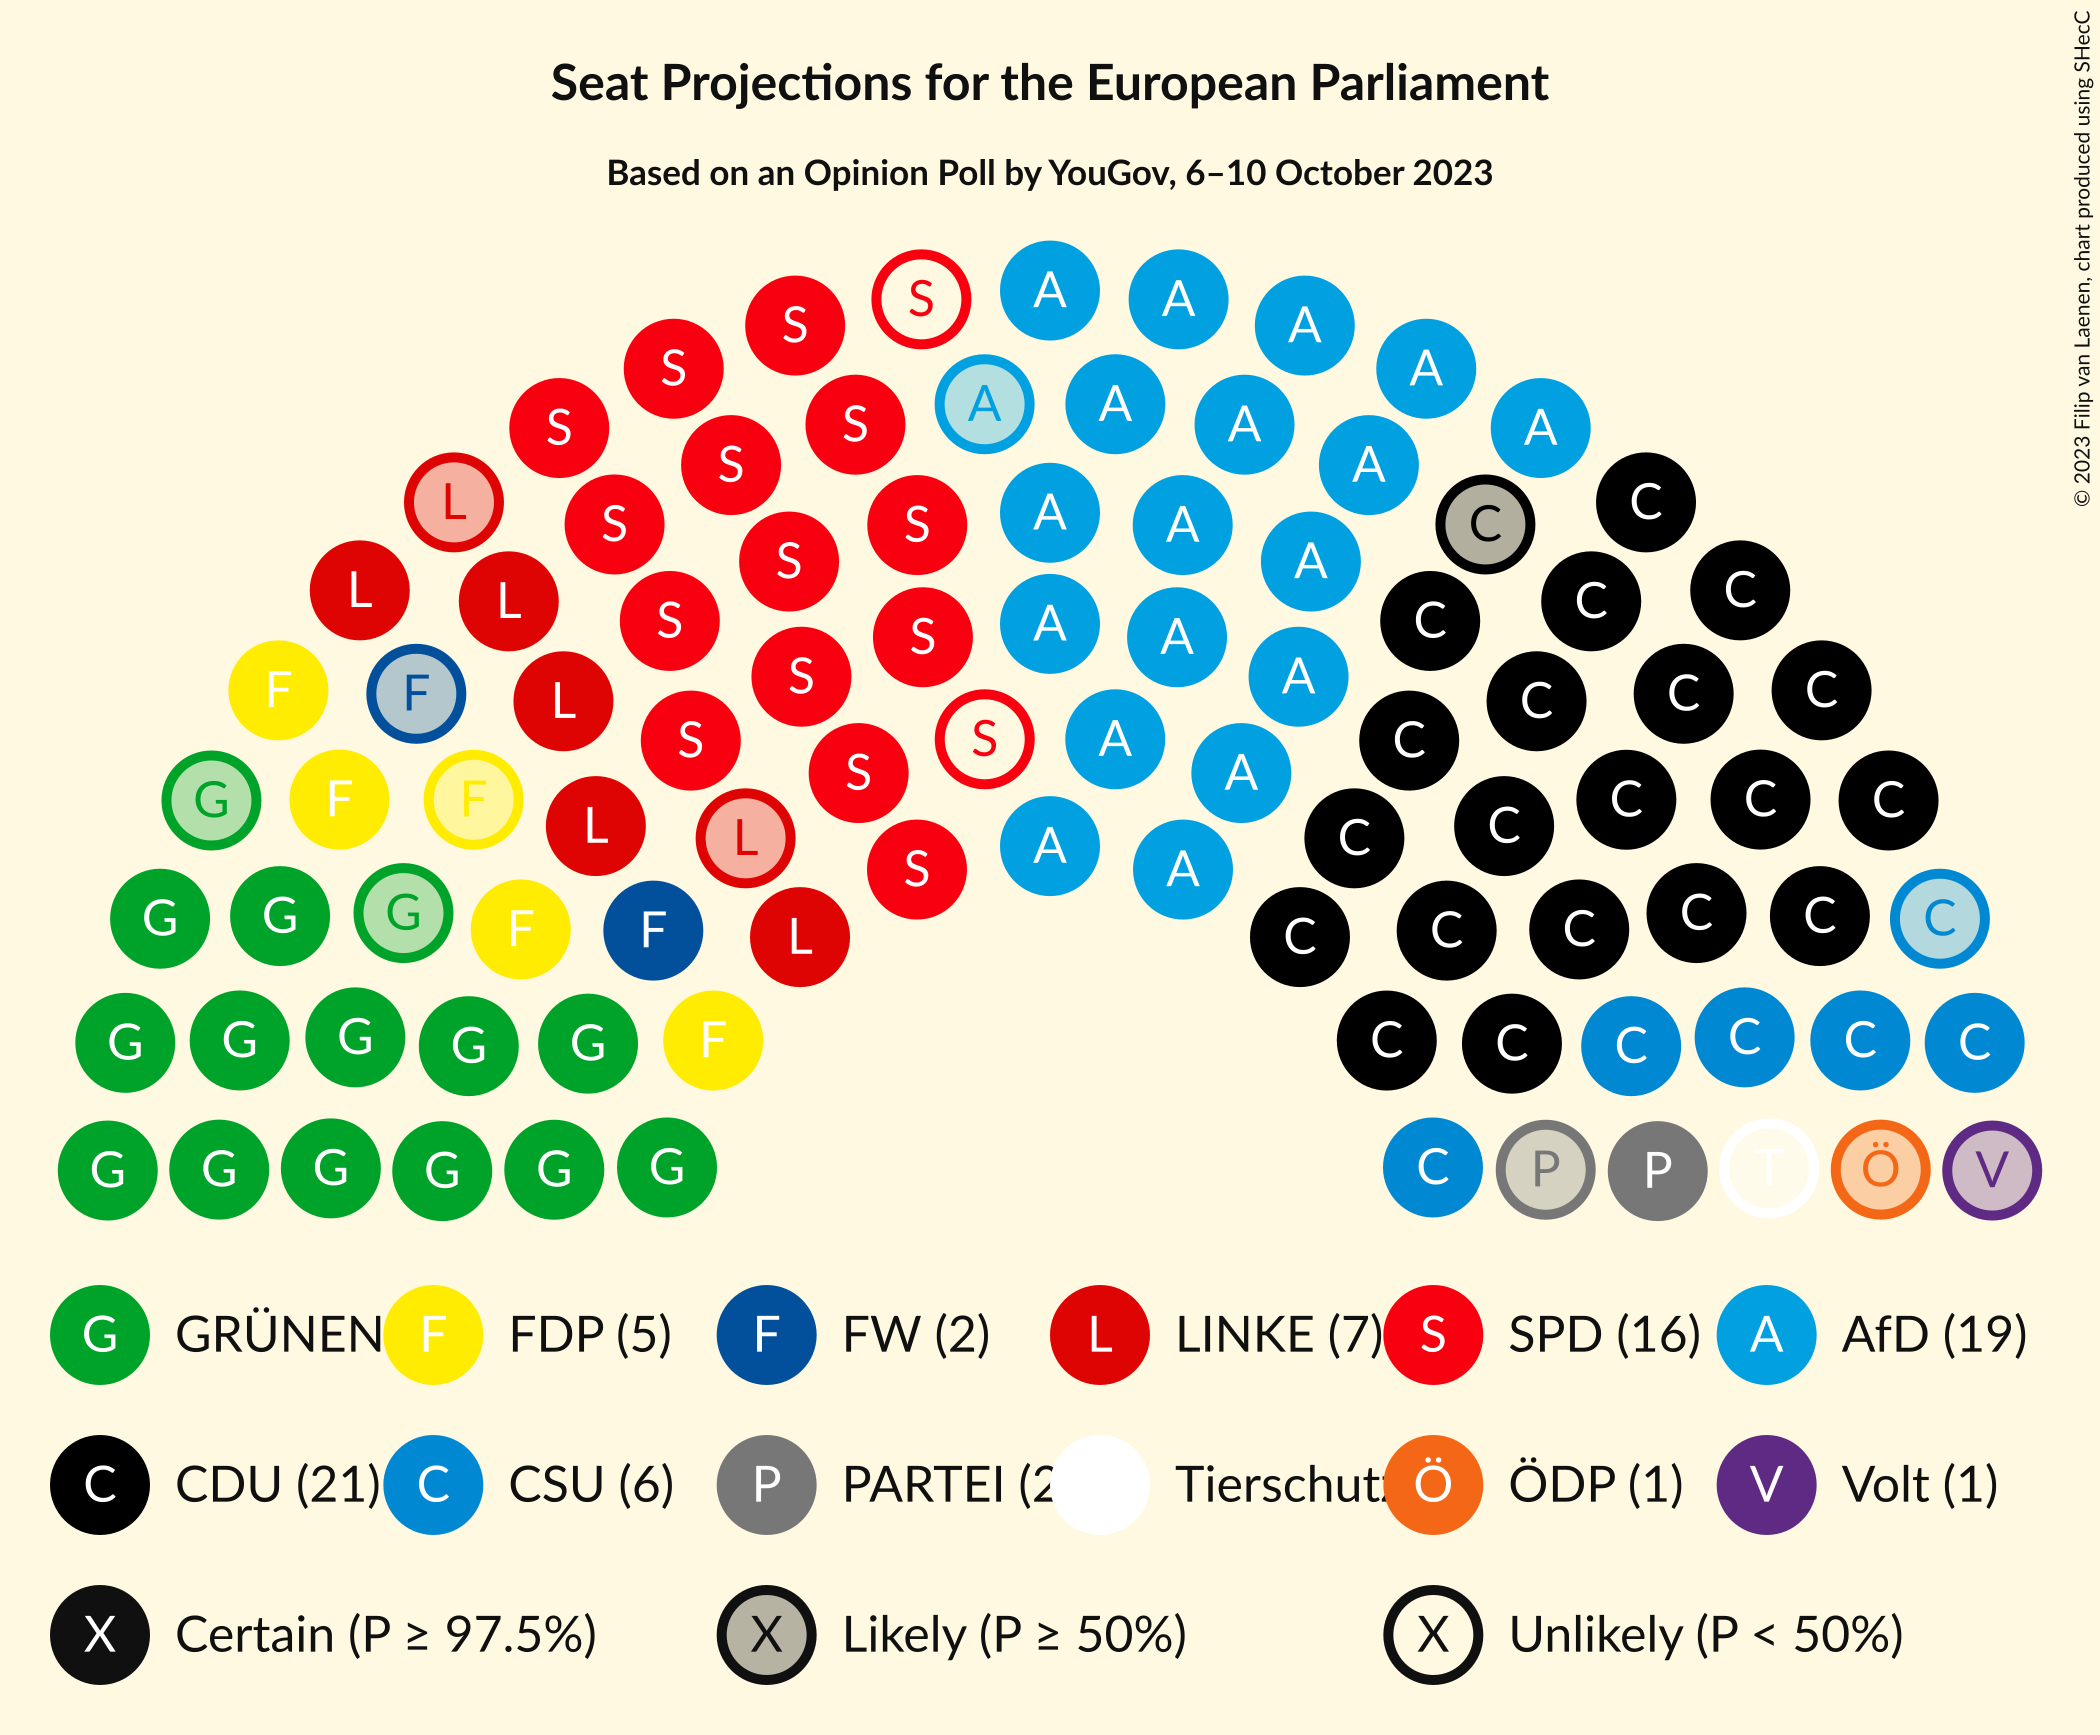 Seat Projections for the European Parliament
Based on an Opinion Poll by YouGov, 6–10 October 2023
© 2023 Filip van Laenen, chart produced using SHecC
S A A A
S A
S A A A A
S S A
S A
L S A C C
S S A A
L L S S A C C
S C
F F L S A A C C C
S S A C
G F F L S A C C C C
L C
G G G F F L S A A C C C C C C
G G G G G F C C C C C C
G G G G G G C P P T Ö V
G GRÜNEN F FDP (5) F FW (2) L LINKE (7) S SPD (16) A AfD (19)
C CDU (21) C CSU (6) P PARTEI (2 Tierschutz Ö ÖDP (1) V Volt (1)
X Certain (P ≥ 97.5%) X Likely (P ≥ 50%) X Unlikely (P < 50%)